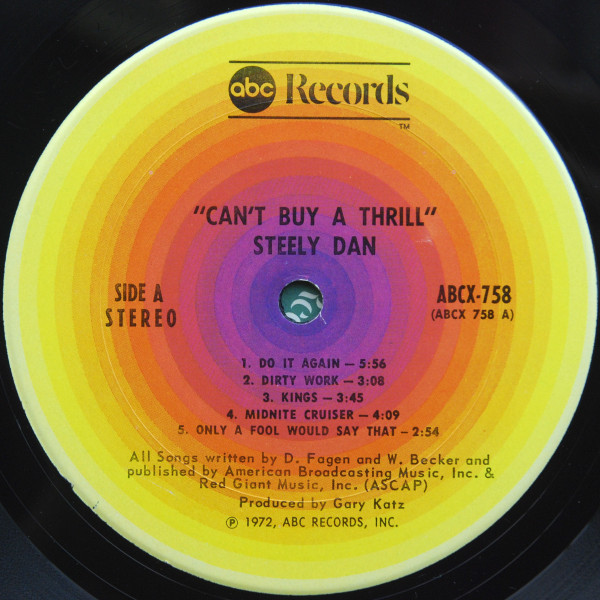 abc Records
TM
"CAN'T BUY A THRILL"
STEELY DAN
SIDE A
STEREO
ABCX-758
(ABCX 758 A)
1. DO IT AGAIN – 5:56
2. DIRTY WORK – 3:08
3. KINGS – 3:45
4. MIDNITE CRUISER – 4:09
5. ONLY A FOOL WOULD SAY THAT – 2:54
All Songs written by D. Fagen and W. Becker and
published by American Broadcasting Music, Inc. &
Red Giant Music, Inc. (ASCAP)
Produced by Gary Katz
℗ 1972, ABC RECORDS, INC.